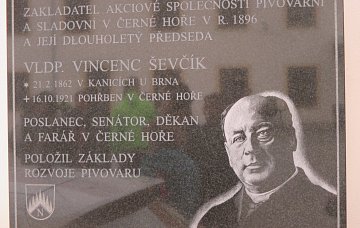 ZAKLADATEL AKCIOVÉ SPOLEČNOSTI PIVOVARNÍ
A SLADOVNÍ V ČERNÉ HOŘE V R. 1896
A JEJÍ DLOUHOLETÝ PŘEDSEDA
VLDP. VINCENC ŠEVČÍK
* 21.2.1862 V KANICÍCH U BRNA
+ 16.10.1921 POHŘBEN V ČERNÉ HOŘE
POSLANEC, SENÁTOR, DĚKAN
A FARÁŘ V ČERNÉ HOŘE
POLOŽIL ZÁKLADY
ROZVOJE PIVOVARU
N